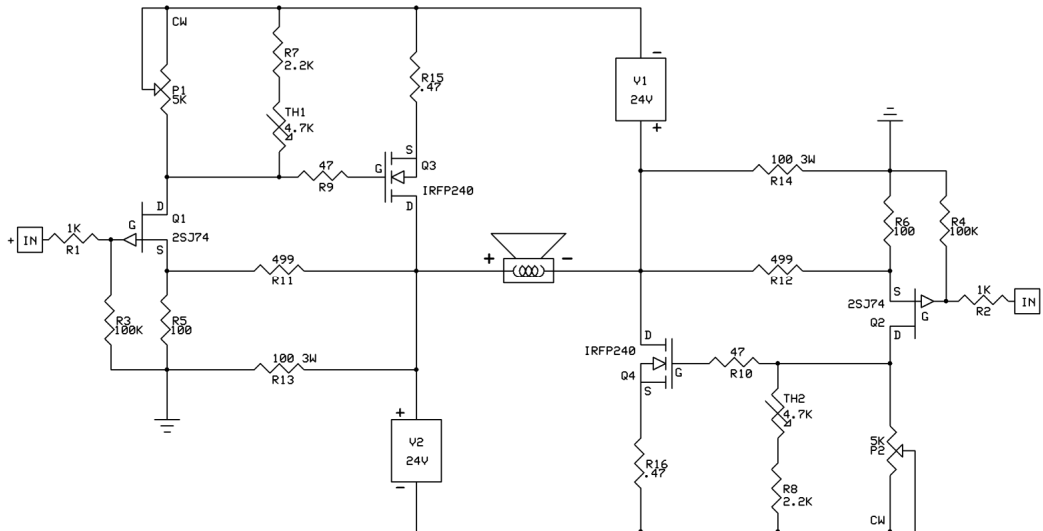 CW
P1
5K
R7
2.2K
TH1
4.7K
R15
.47
-
V1
24V
+
S
Q3
G
IRFP240
D
47
R9
100 3W
R14
R6
100
R4
100K
D
Q1
G
2SJ74
S
+ IN
1K
R1
499
R11
+
-
499
R12
S
2SJ74
G
Q2
D
1K
R2
IN
R3
100K
R5
100
100 3W
R13
D
IRFP240
Q4
G
S
47
R10
TH2
4.7K
+
V2
24V
-
R16
.47
R8
2.2K
5K
P2
CW